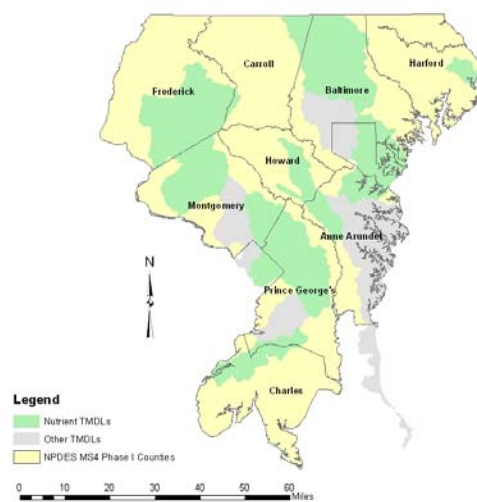 Carroll
Harford
Frederick
Baltimore
Howard
Montgomery
Anne Arundel
N
Prince George's
Charles
Legend
Nutrient TMDLs
Other TMDLs
NPDES MS4 Phase I Counties
0 5 10 20 30 40 50 60
Miles